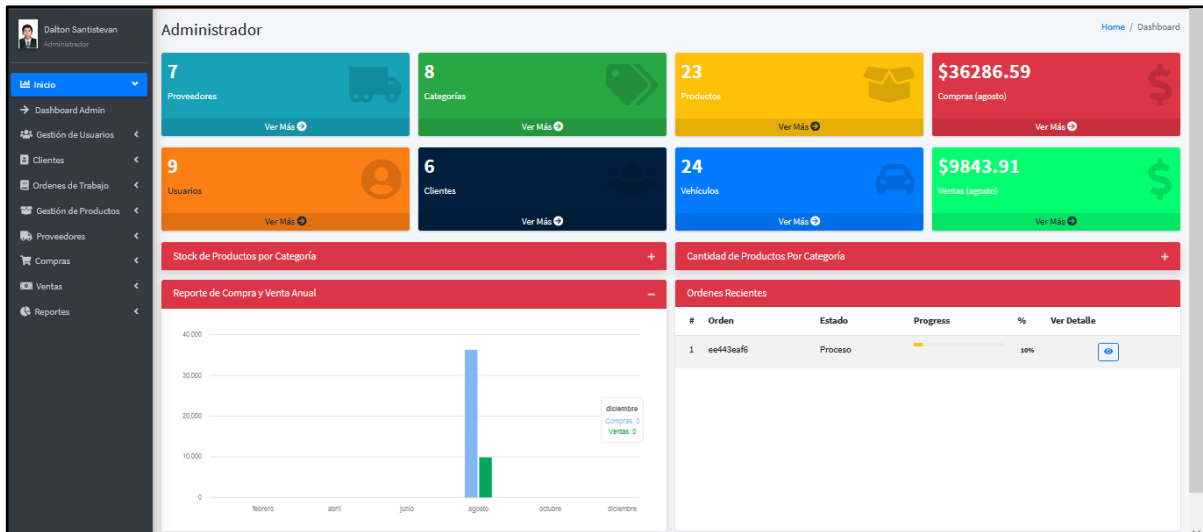 Dalton Santistevan
Administrador
Inicio
Dashboard Admin
Gestión de Usuarios
Clientes
Ordenes de Trabajo
Gestión de Productos
Proveedores
Compras
Ventas
Reportes
Administrador
Home / Dashboard
7
Proveedores
Ver Más
8
Categorías
Ver Más
23
Productos
Ver Más
$36286.59
Compras (agosto)
Ver Más
9
Usuarios
Ver Más
6
Clientes
Ver Más
24
Vehículos
Ver Más
$9843.91
Ventas (agosto)
Ver Más
Stock de Productos por Categoría
Cantidad de Productos Por Categoría
Reporte de Compra y Venta Anual
40,000
30,000
20,000
10,000
0
febrero abril junio agosto octubre diciembre
diciembre
Compras: 0
Ventas: 0
Ordenes Recientes
# Orden Estado Progress % Ver Detalle
1 ee443eaf6 Proceso 10%